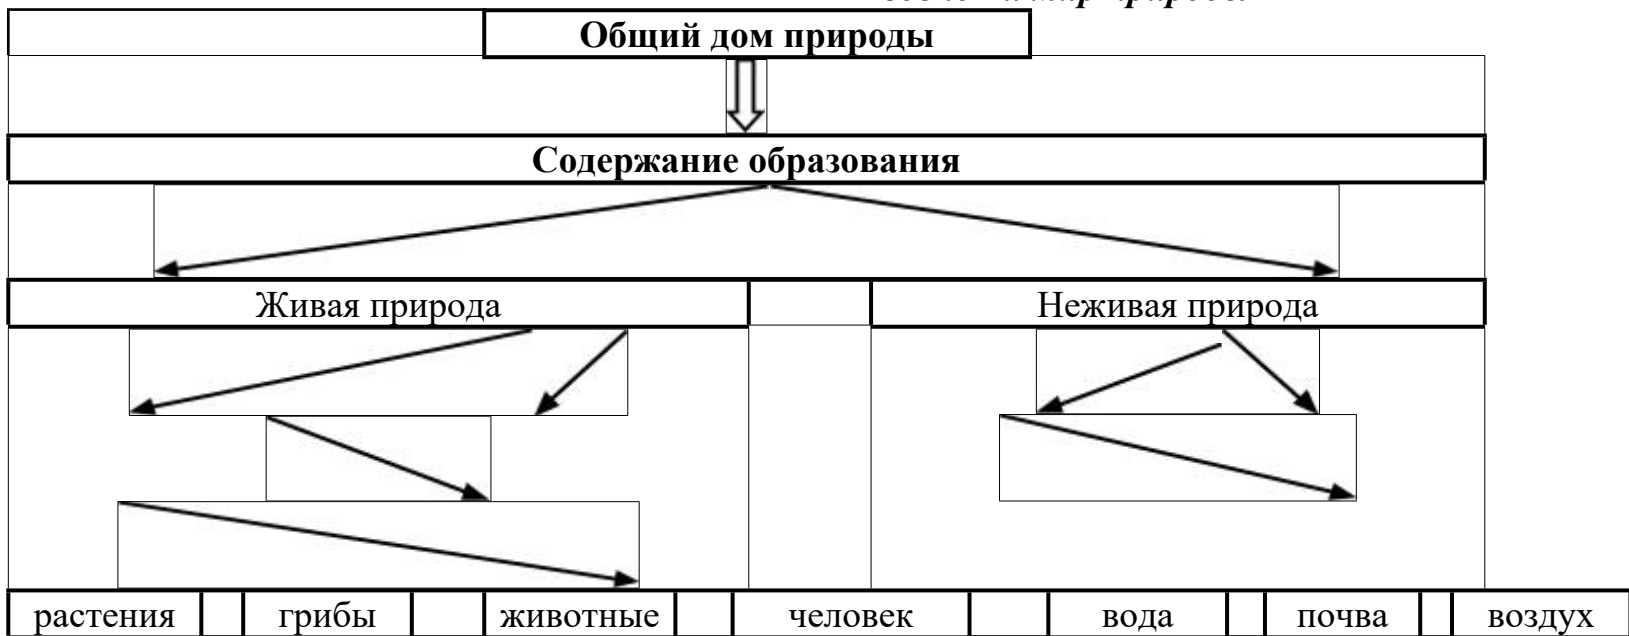 Общий дом природы
Содержание образования
Живая природа Неживая природа
растения грибы животные человек вода почва воздух